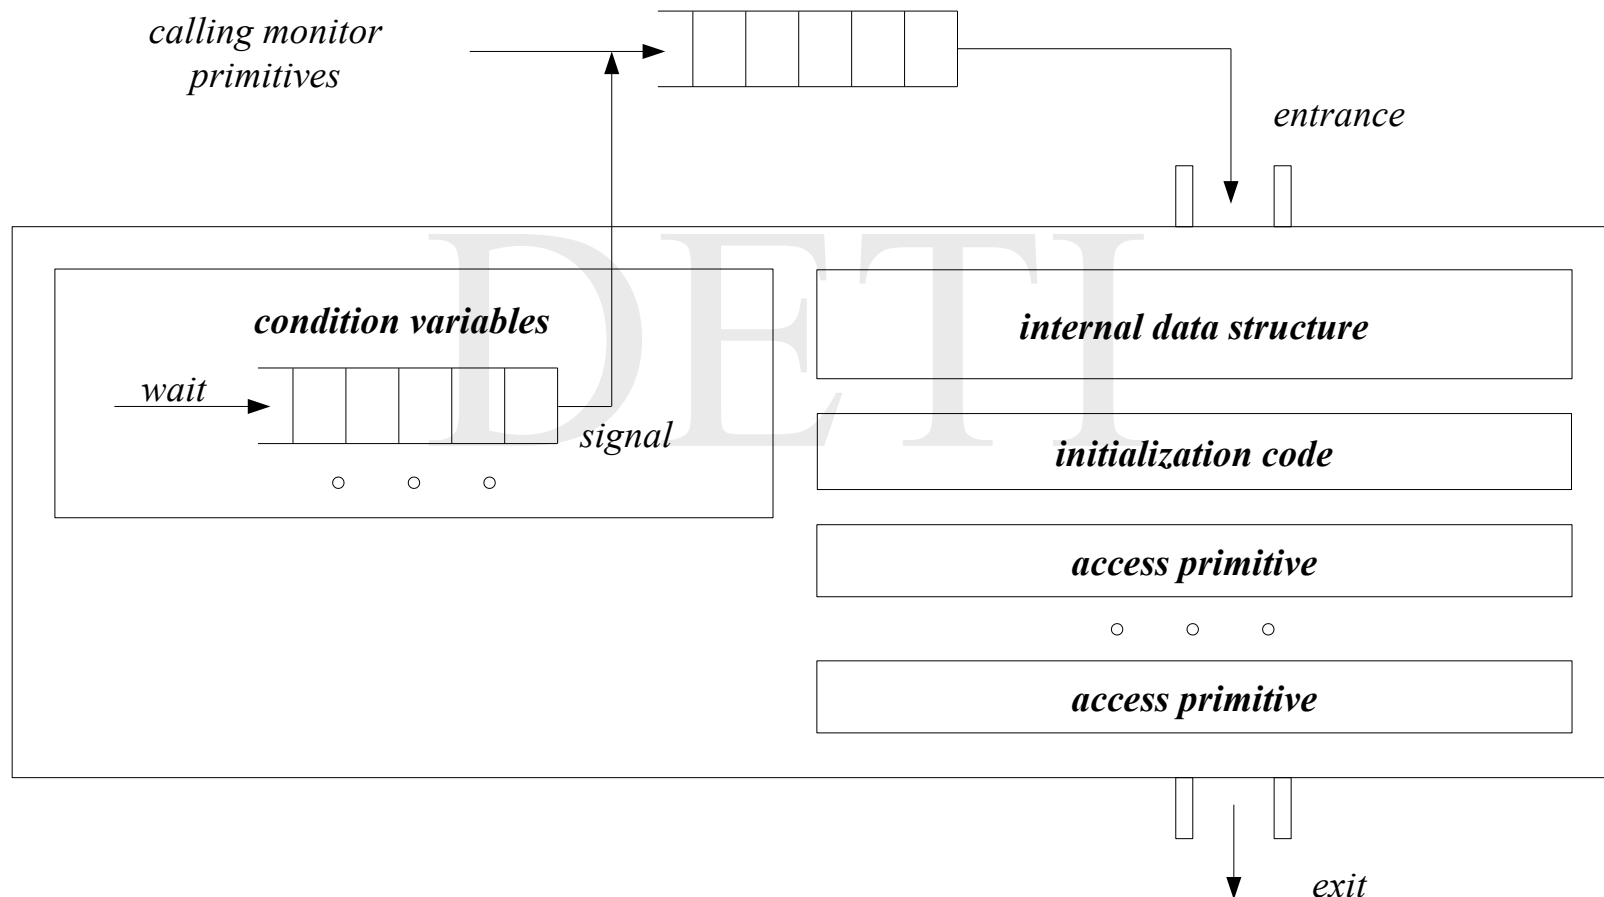 calling monitor
primitives
entrance
DETI
condition variables
internal data structure
wait
signal
initialization code
access primitive
access primitive
exit